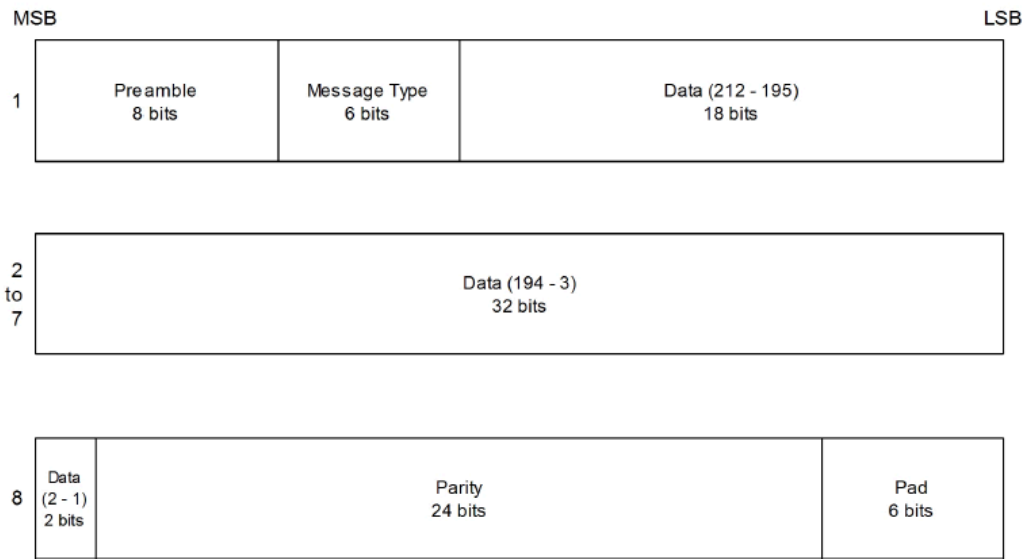 MSB LSB
1
Preamble
8 bits
Message Type
6 bits
Data (212 - 195)
18 bits
2
to
7
Data (194 - 3)
32 bits
8
Data
(2 - 1)
2 bits
Parity
24 bits
Pad
6 bits